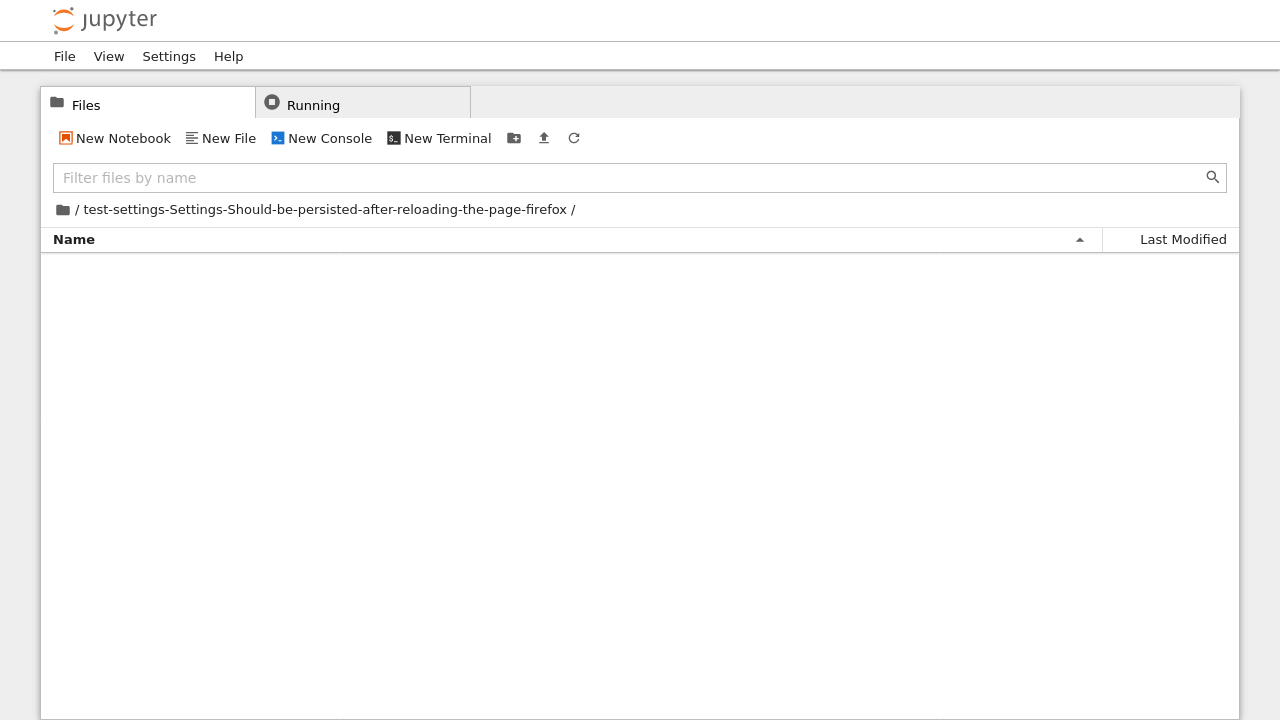 jupyter
File View Settings Help
Files Running
New Notebook New File New Console New Terminal
Filter files by name
/ test-settings-Settings-Should-be-persisted-after-reloading-the-page-firefox /
Name Last Modified